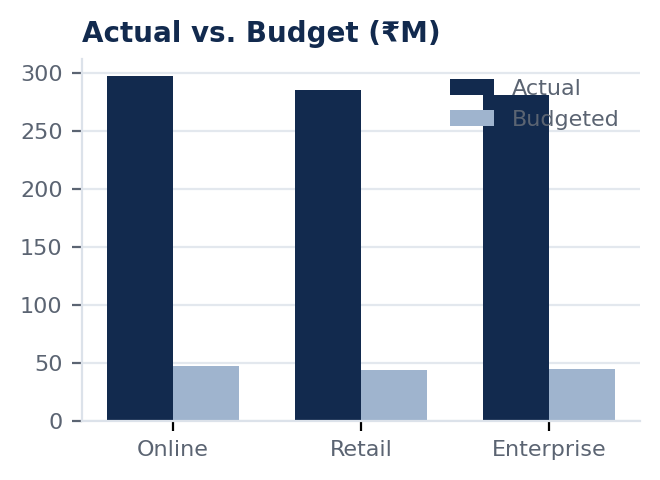 Actual vs. Budget (₹M)
300
Actual
Budgeted
250
200
150
100
50
0
Online
Retail
Enterprise